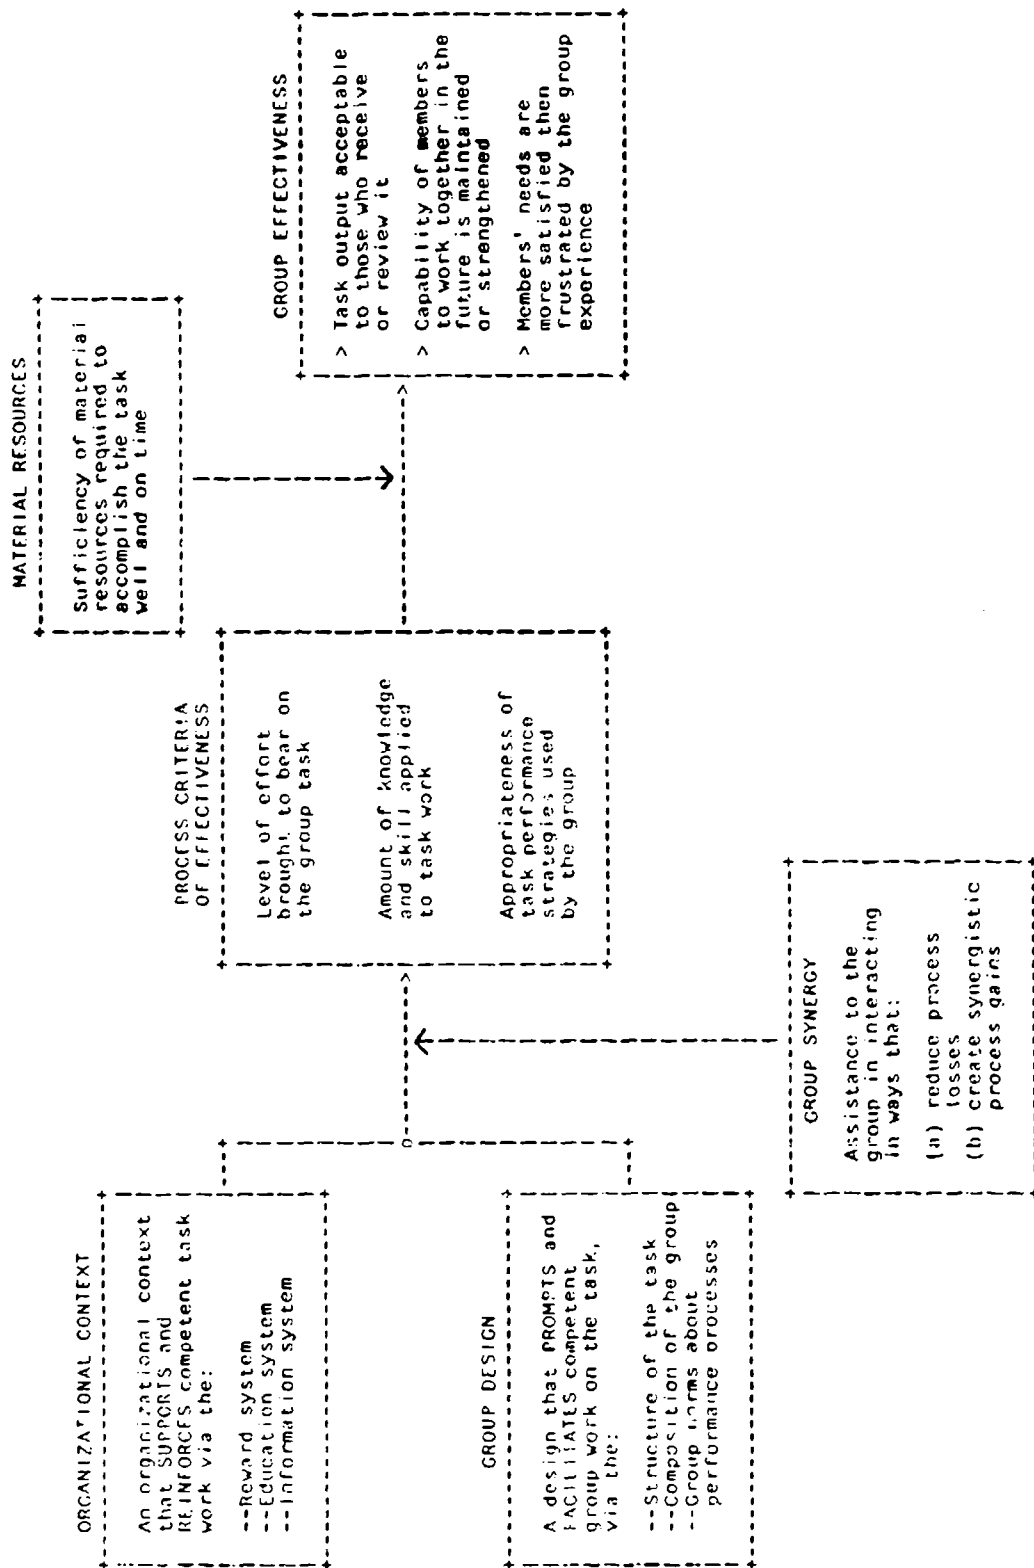 ORGANIZATIONAL CONTEXT
An organizational context
that SUPPORTS and
REINFORCES competent task
work via the:
--Reward system
--Education system
--Information system
GROUP DESIGN
A design that PROMPTS and
FACILITATES competent
group work on the task,
via the:
--Structure of the task
--Composition of the group
--Group norms about
performance processes
GROUP SYNERGY
Assistance to the
group in interacting
in ways that:
(a) reduce process
losses
(b) create synergistic
process gains
PROCESS CRITERIA
OF EFFECTIVENESS
Level of effort
brought to bear on
the group task
Amount of knowledge
and skill applied
to task work
Appropriateness of
task performance
strategies used
by the group
MATERIAL RESOURCES
Sufficiency of material
resources required to
accomplish the task
well and on time
GROUP EFFECTIVENESS
> Task output acceptable
to those who receive
or review it
> Capability of members
to work together in the
future is maintained
or strengthened
> Members' needs are
more satisfied then
frustrated by the group
experience